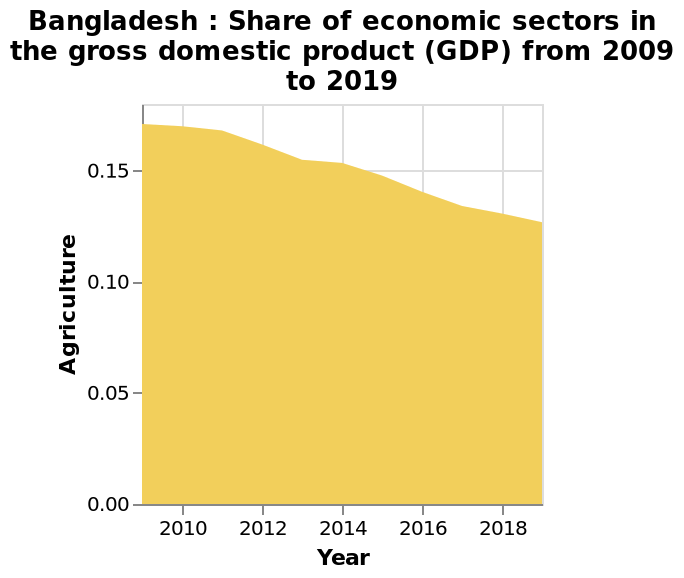 Bangladesh : Share of economic sectors in
the gross domestic product (GDP) from 2009
to 2019
Agriculture
0.15
0.10
0.05
0.00
2010 2012 2014 2016 2018
Year